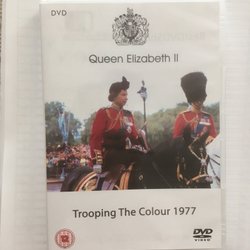 DVD
Queen Elizabeth II
Trooping The Colour 1977
DVD
VIDEO